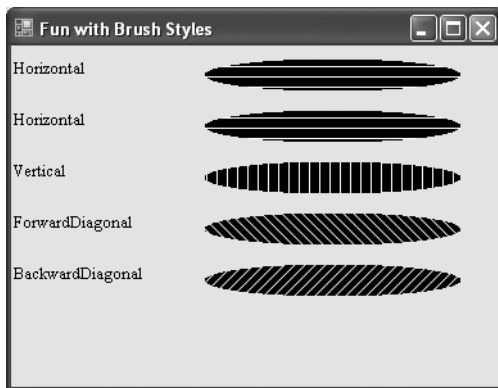 Fun with Brush Styles
Horizontal
Horizontal
Vertical
ForwardDiagonal
BackwardDiagonal